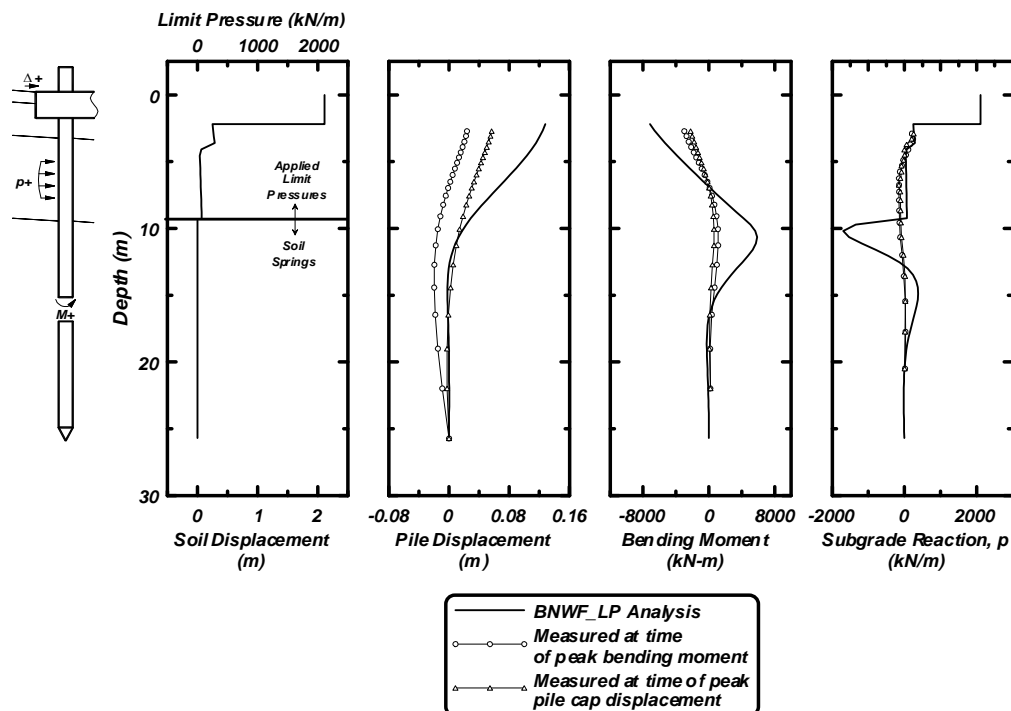 Limit Pressure (kN/m)
0 1000 2000
Δ+
p+
M+
Depth (m)
0
10
20
30
Applied
Limit
Pressures
Soil
Springs
0 1 2
Soil Displacement
(m)
-0.08 0 0.08 0.16
Pile Displacement
(m)
-8000 0 8000
Bending Moment
(kN-m)
-2000 0 2000
Subgrade Reaction, p
(kN/m)
BNWF_LP Analysis
Measured at time
of peak bending moment
Measured at time of peak
pile cap displacement